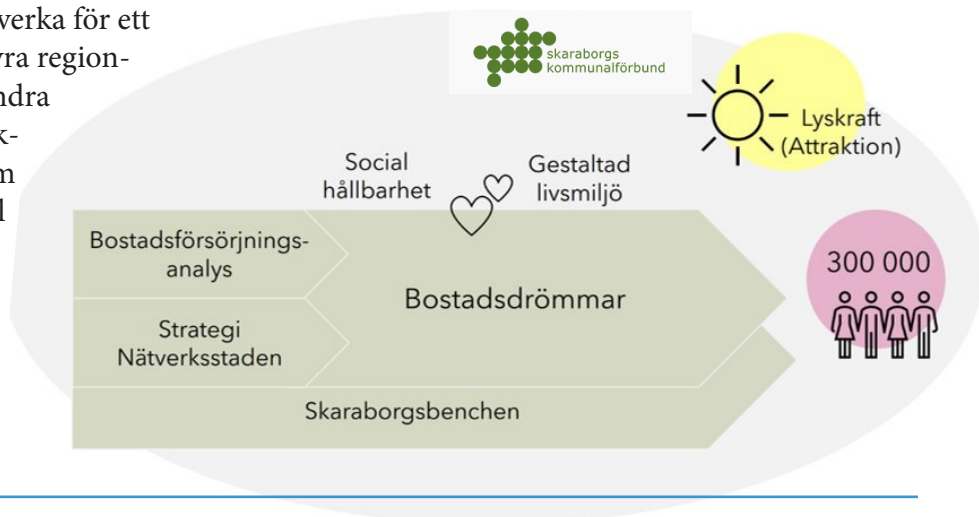 verka för ett
yra region-
ndra
k-
m
l
skaraborgs
kommunalförbund
Lyskraft
(Attraktion)
Social
hållbarhet
Gestaltad
livsmiljö
Bostadsförsörjnings-
analys
Strategi
Nätverksstaden
Bostadsdrömmar
Skaraborgsbenchen
300 000